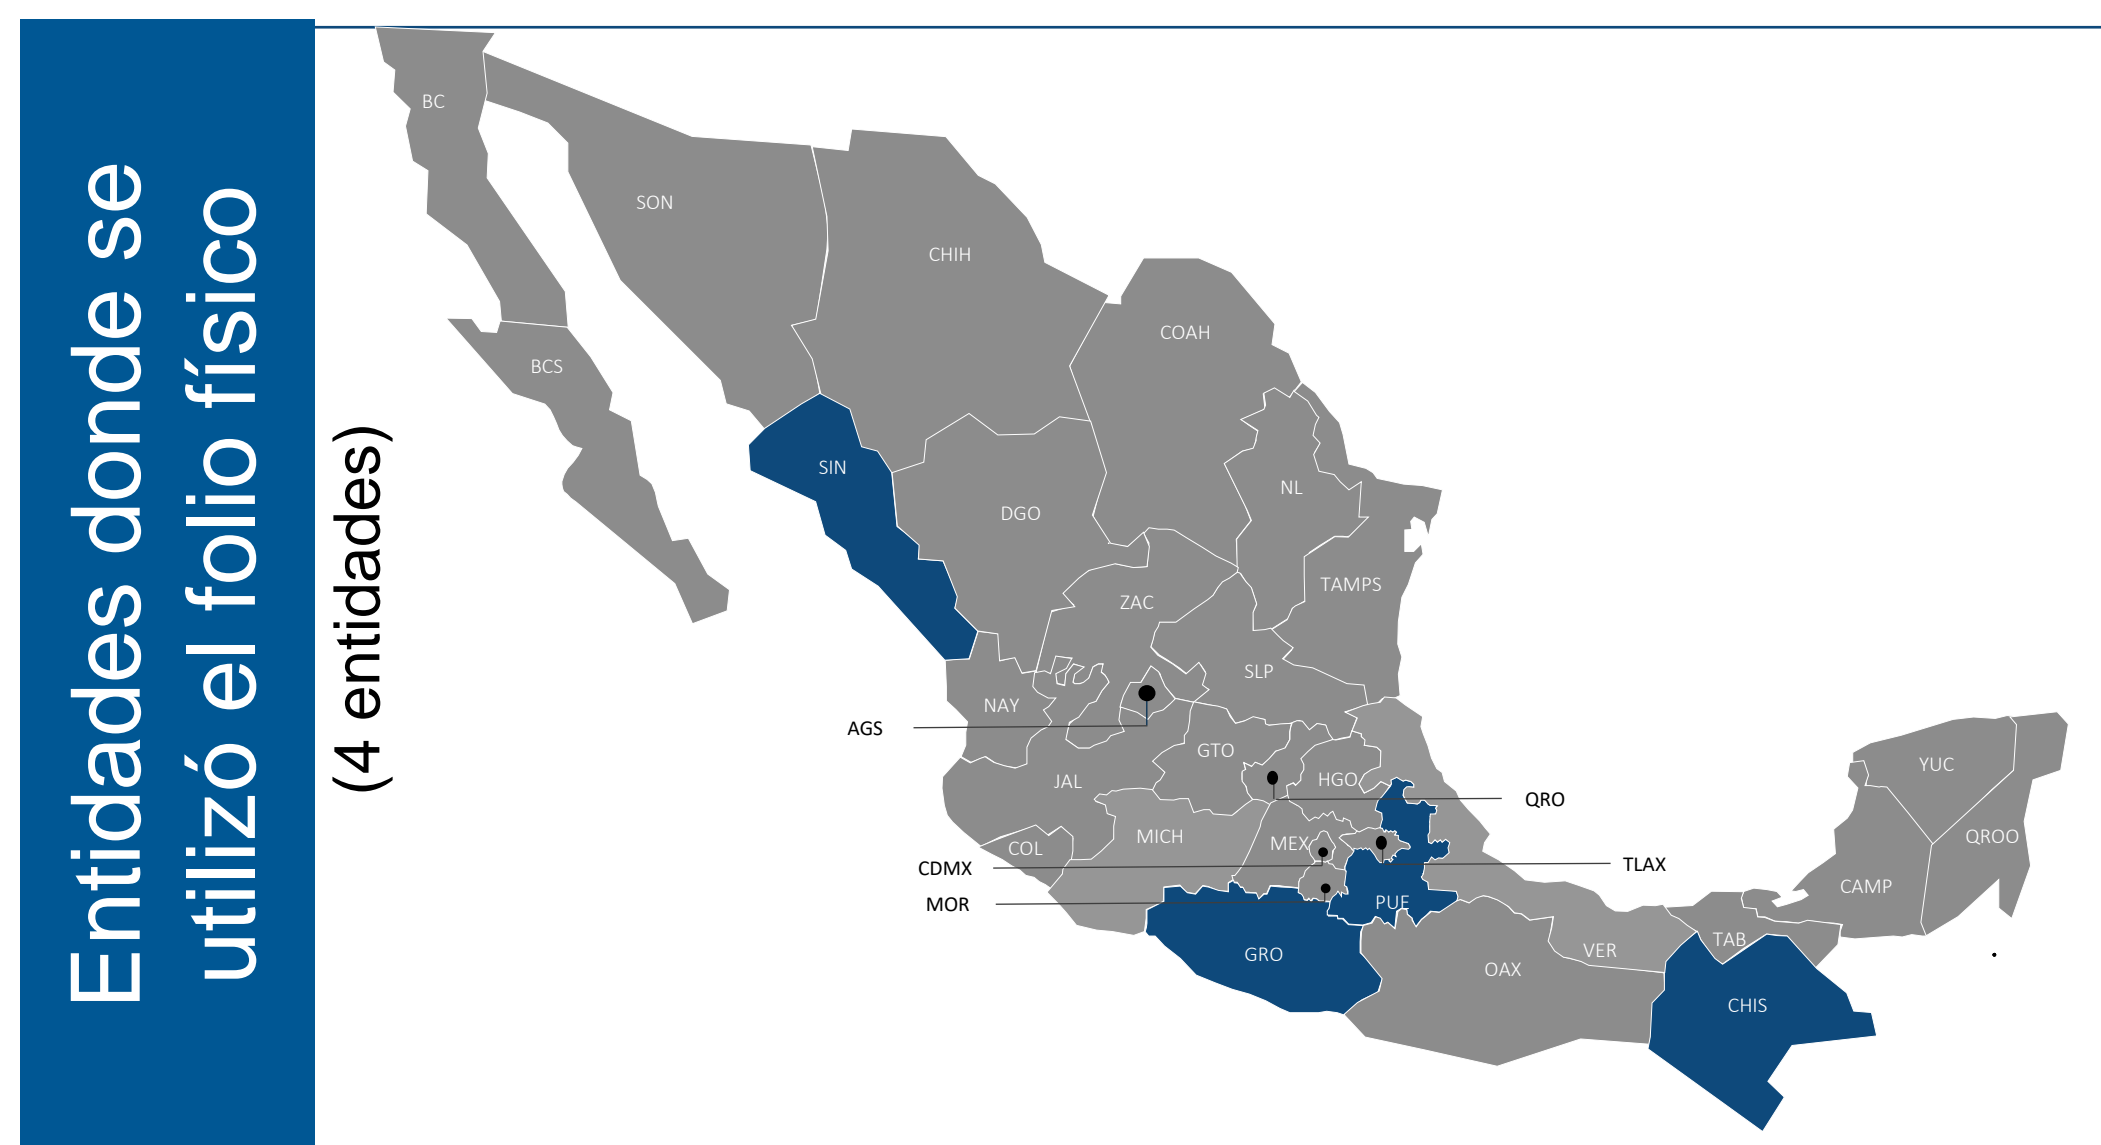 Entidades donde se
utilizó el folio físico
(4 entidades)
BC
SON
CHIH
COAH
BCS
SIN
NL
DGO
TAMPS
ZAC
SLP
NAY
AGS
GTO
YUC
JAL
HGO
QRO
MICH
MEX
QROO
COL
CDMX
TLAX
CAMP
MOR
PUE
TAB
VER
GRO
OAX
CHIS